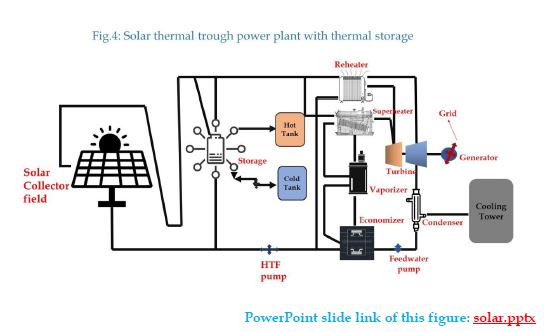 Fig.4: Solar thermal trough power plant with thermal storage
Reheater
Superheater
Hot
Tank
Grid
Storage
Solar
Collector
field
Turbine
Generator
Cold
Tank
Vaporizer
Cooling
Tower
Economizer
Condenser
HTF
pump
Feedwater
pump
PowerPoint slide link of this figure: solar.pptx